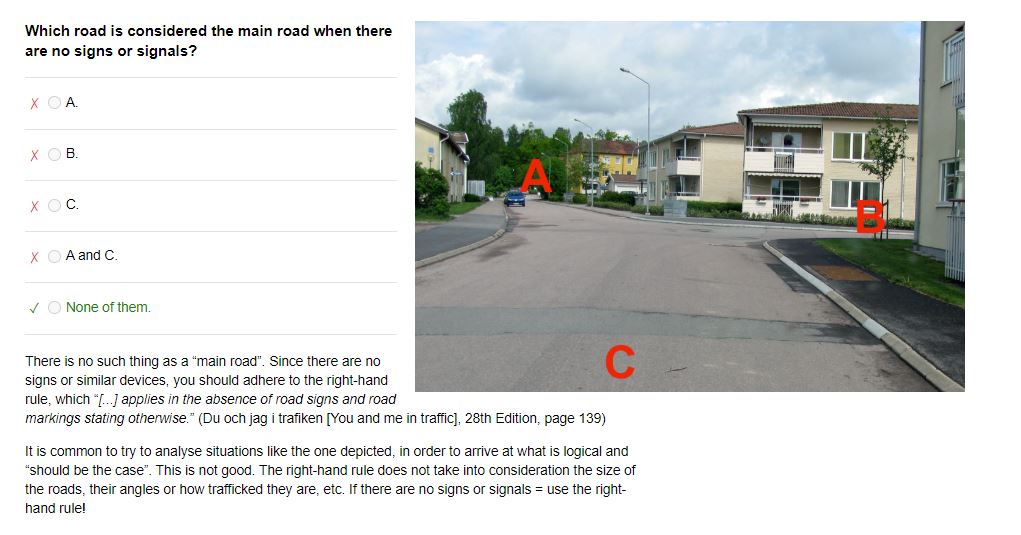 Which road is considered the main road when there
are no signs or signals?
A.
B.
C.
A and C.
None of them.
There is no such thing as a “main road”. Since there are no
signs or similar devices, you should adhere to the right-hand
rule, which “[...] applies in the absence of road signs and road
markings stating otherwise.” (Du och jag i trafiken [You and me in traffic], 28th Edition, page 139)
It is common to try to analyse situations like the one depicted, in order to arrive at what is logical and
“should be the case”. This is not good. The right-hand rule does not take into consideration the size of
the roads, their angles or how trafficked they are, etc. If there are no signs or signals = use the right-
hand rule!
A
B
C